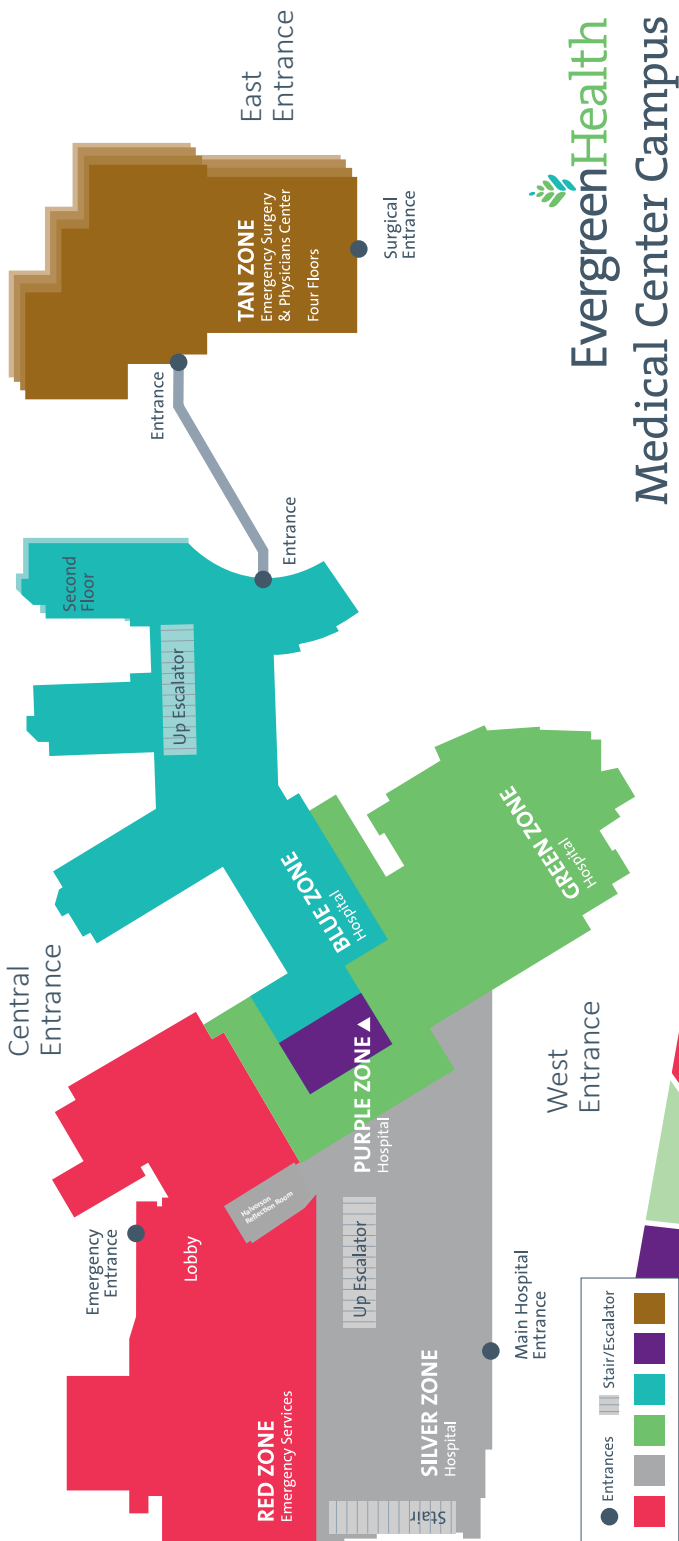 EvergreenHealth
Medical Center Campus
East
Entrance
TAN ZONE
Emergency Surgery
& Physicians Center
Four Floors
Surgical
Entrance
Entrance
Entrance
Second
Floor
Up Escalator
BLUE ZONE
Hospital
GREEN ZONE
Hospital
Central
Entrance
West
Entrance
PURPLE ZONE
Hospital
Halvorson
Reflection Room
Emergency
Entrance
Lobby
Up Escalator
Main Hospital
Entrance
RED ZONE
Emergency Services
SILVER ZONE
Hospital
Stair
Entrances
Stair/Escalator